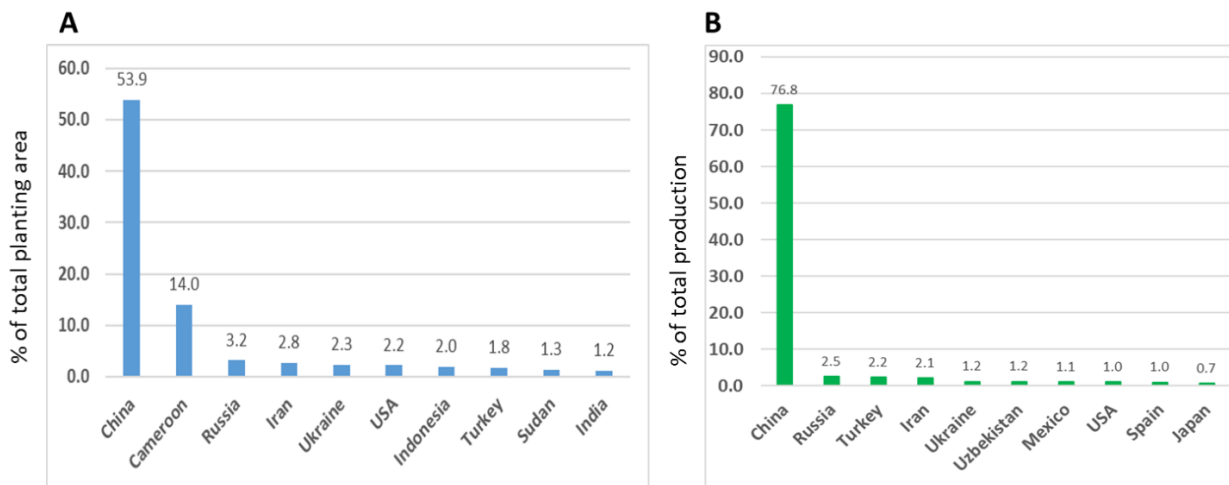 A
% of total planting area
60.0
50.0
40.0
30.0
20.0
10.0
0.0
53.9
14.0
3.2
2.8
2.3
2.2
2.0
1.8
1.3
1.2
China
Cameroon
Russia
Iran
Ukraine
USA
Indonesia
Turkey
Sudan
India
B
% of total production
90.0
80.0
70.0
60.0
50.0
40.0
30.0
20.0
10.0
0.0
76.8
2.5
2.2
2.1
1.2
1.2
1.1
1.0
1.0
0.7
China
Russia
Turkey
Iran
Ukraine
Uzbekistan
Mexico
USA
Spain
Japan